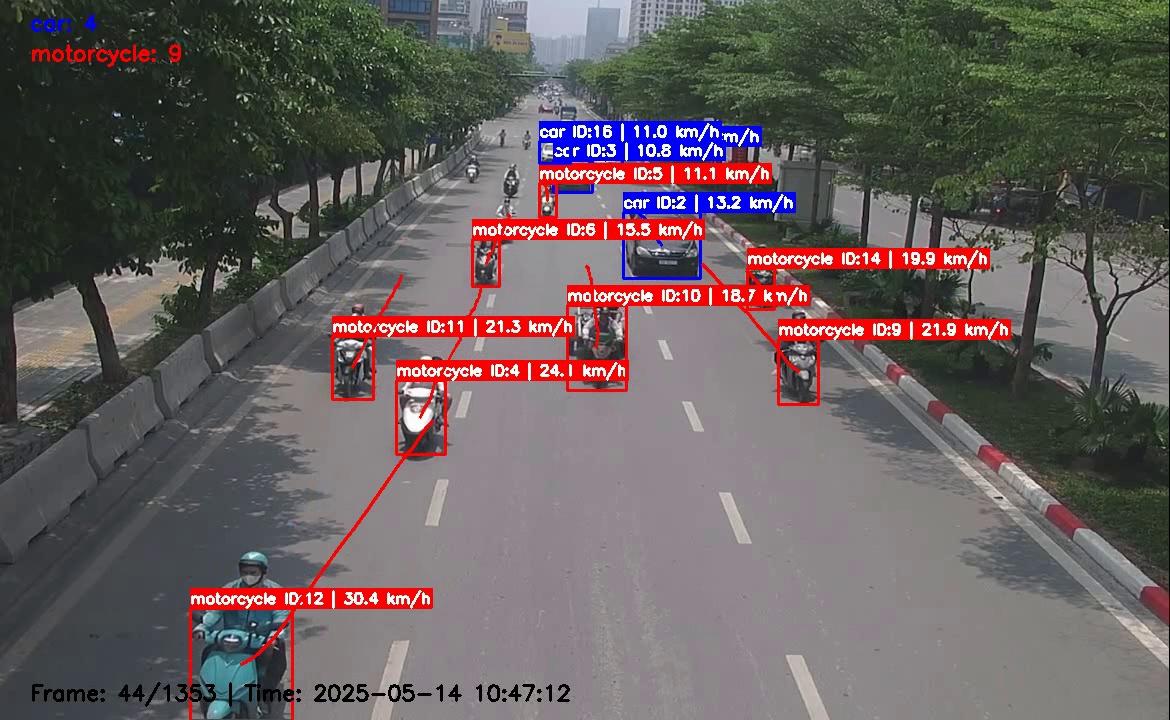 car: 4
motorcycle: 9
car ID:16 | 11.0 km/h
m/h
car ID:3 | 10.8 km/h
motorcycle ID:5 | 11.1 km/h
car ID:2 | 13.2 km/h
motorcycle ID:6 | 15.5 km/h
motorcycle ID:14 | 19.9 km/h
motorcycle ID:10 | 18.7 km/h
motorcycle ID:11 | 21.3 km/h
motorcycle ID:9 | 21.9 km/h
motorcycle ID:4 | 24.1 km/h
motorcycle ID:12 | 30.4 km/h
Frame: 44/1353 | Time: 2025-05-14 10:47:12